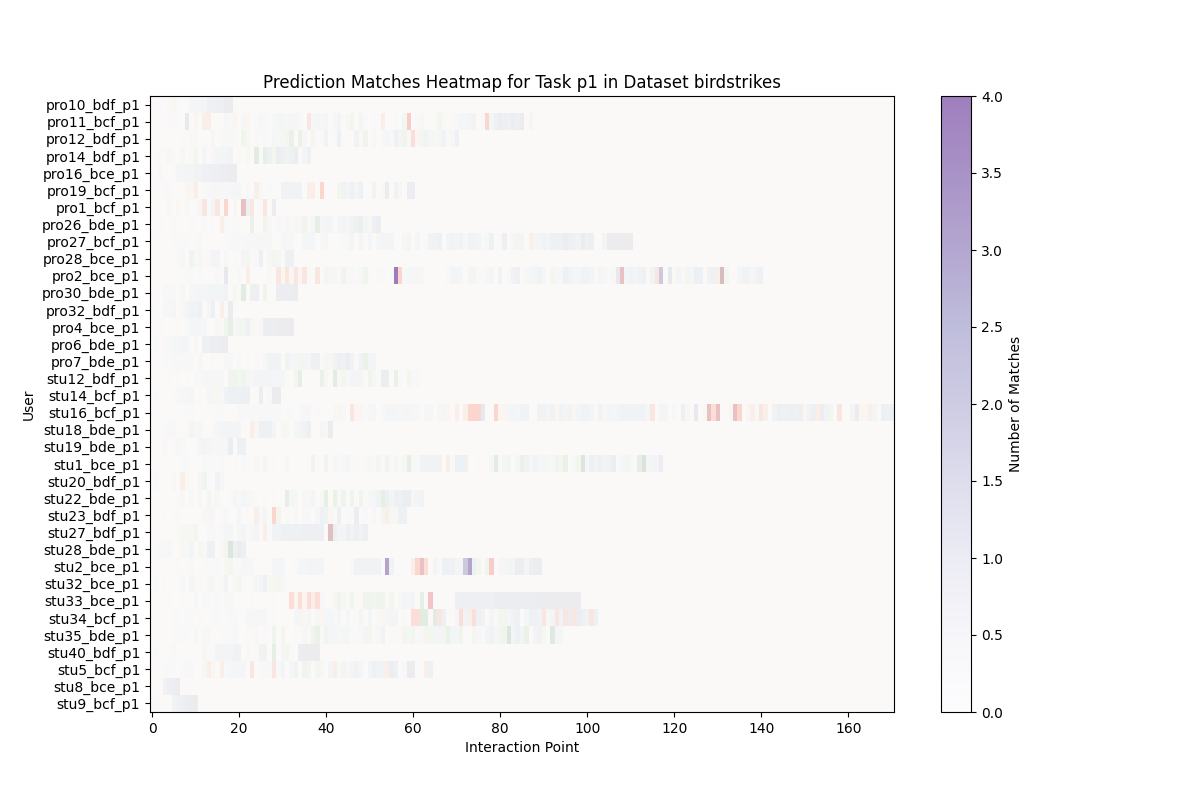 Prediction Matches Heatmap for Task p1 in Dataset birdstrikes
pro10_bdf_p1
pro11_bcf_p1
pro12_bdf_p1
pro14_bdf_p1
pro16_bce_p1
pro19_bcf_p1
pro1_bcf_p1
pro26_bde_p1
pro27_bcf_p1
pro28_bce_p1
pro2_bce_p1
pro30_bde_p1
pro32_bdf_p1
pro4_bce_p1
pro6_bde_p1
pro7_bde_p1
stu12_bdf_p1
stu14_bcf_p1
stu16_bcf_p1
stu18_bde_p1
stu19_bde_p1
stu1_bce_p1
stu20_bdf_p1
stu22_bde_p1
stu23_bdf_p1
stu27_bdf_p1
stu28_bde_p1
stu2_bce_p1
stu32_bce_p1
stu33_bce_p1
stu34_bcf_p1
stu35_bde_p1
stu40_bdf_p1
stu5_bcf_p1
stu8_bce_p1
stu9_bcf_p1
User
0 20 40 60 80 100 120 140 160
Interaction Point
4.0
3.5
3.0
2.5
2.0
1.5
1.0
0.5
0.0
Number of Matches